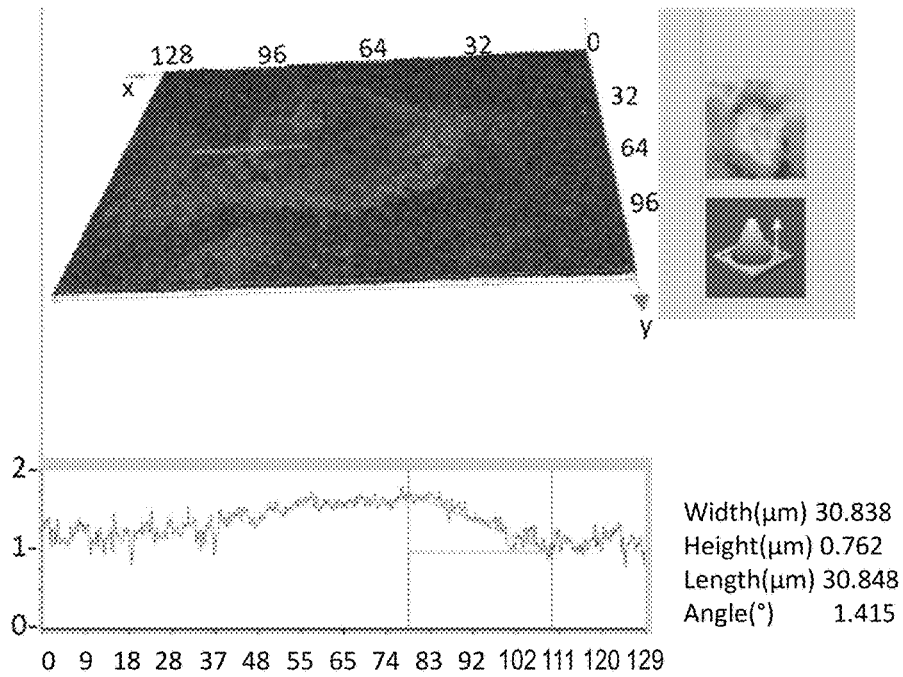 128 96 64 32 0
x
32
64
96
y
2
1
0
0 9 18 28 37 48 55 65 74 83 92 102 111 120 129
Width(μm) 30.838
Height(μm) 0.762
Length(μm) 30.848
Angle(°) 1.415